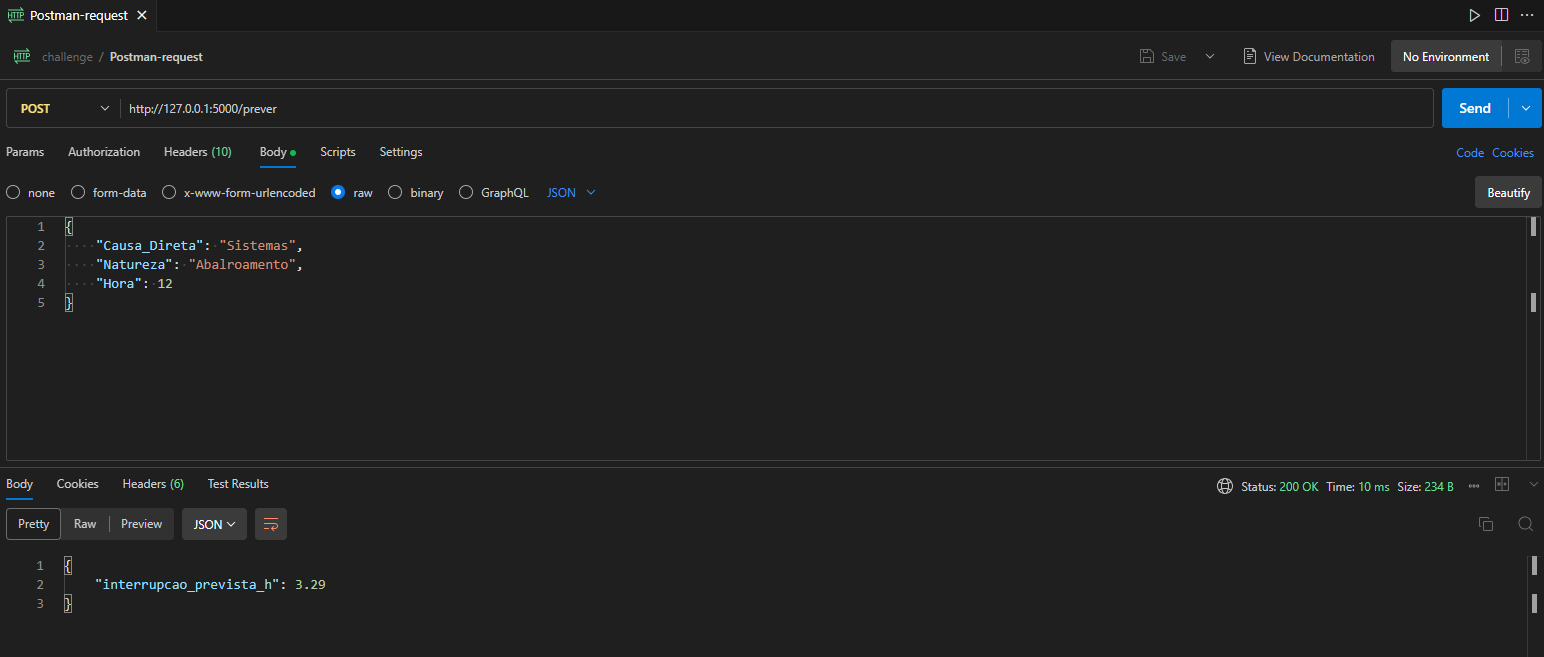 HTTP Postman-request
HTTP challenge / Postman-request Save View Documentation No Environment
POST http://127.0.0.1:5000/prever Send
Params Authorization Headers (10) Body Scripts Settings Code Cookies
none form-data x-www-form-urlencoded raw binary GraphQL JSON Beautify
1 {
2 "Causa_Direta": "Sistemas",
3 "Natureza": "Abalroamento",
4 "Hora": 12
5 }
Body Cookies Headers (6) Test Results Status: 200 OK Time: 10 ms Size: 234 B
Pretty Raw Preview JSON
1 {
2 "interrupcao_prevista_h": 3.29
3 }